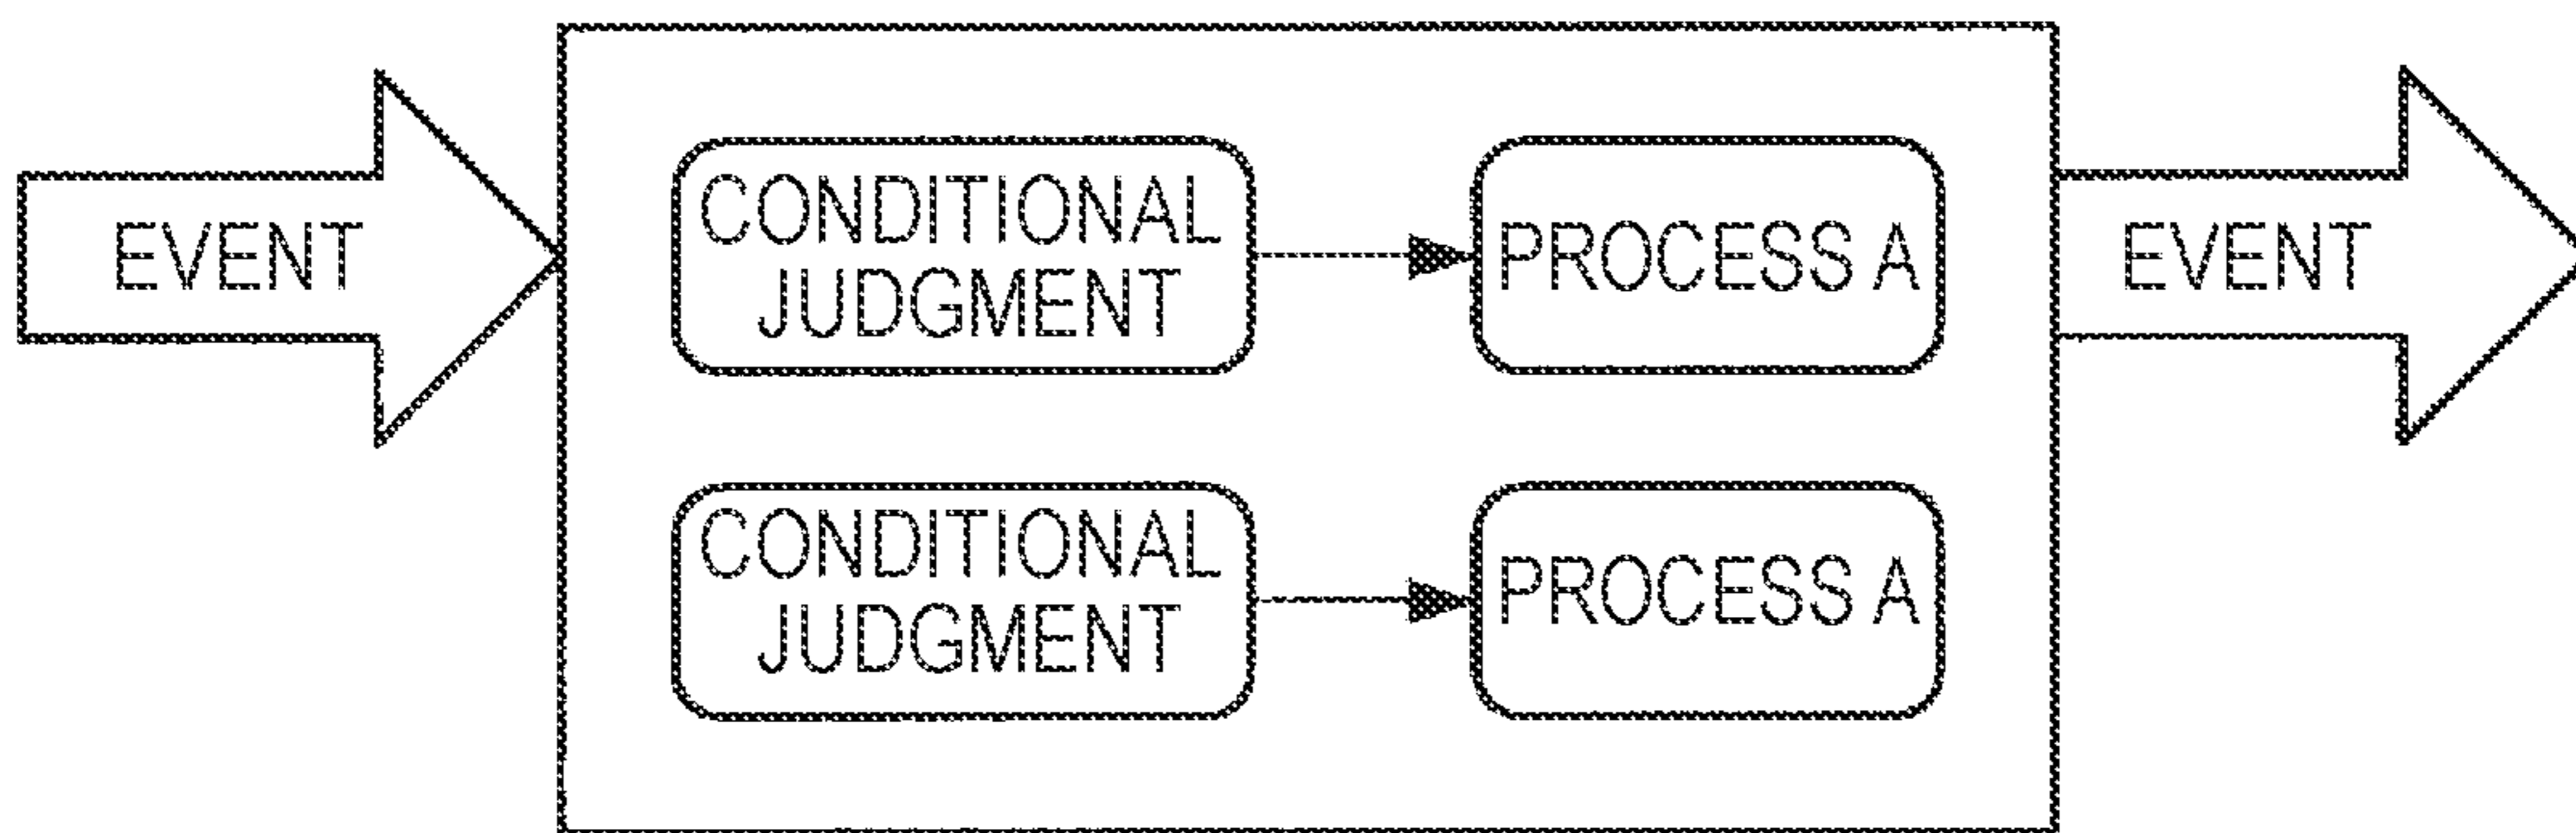 EVENT
CONDITIONAL
JUDGMENT
PROCESS A
EVENT
CONDITIONAL
JUDGMENT
PROCESS A